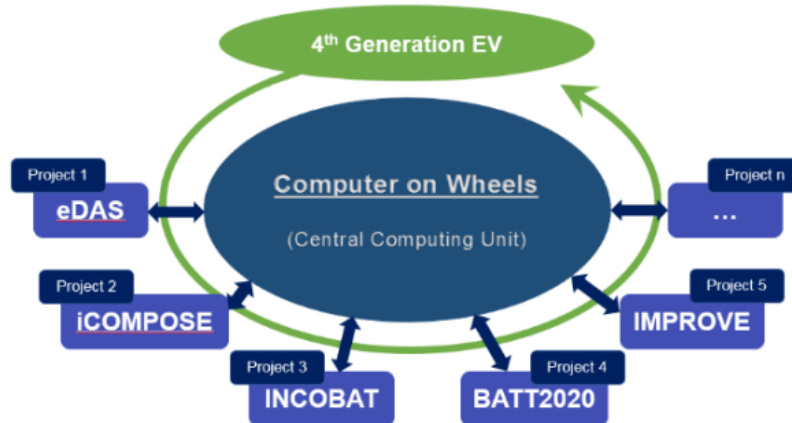 4th Generation EV
Computer on Wheels
(Central Computing Unit)
Project 1
eDAS
Project 2
iCOMPOSE
Project 3
INCOBAT
Project 4
BATT2020
Project 5
IMPROVE
Project n
...